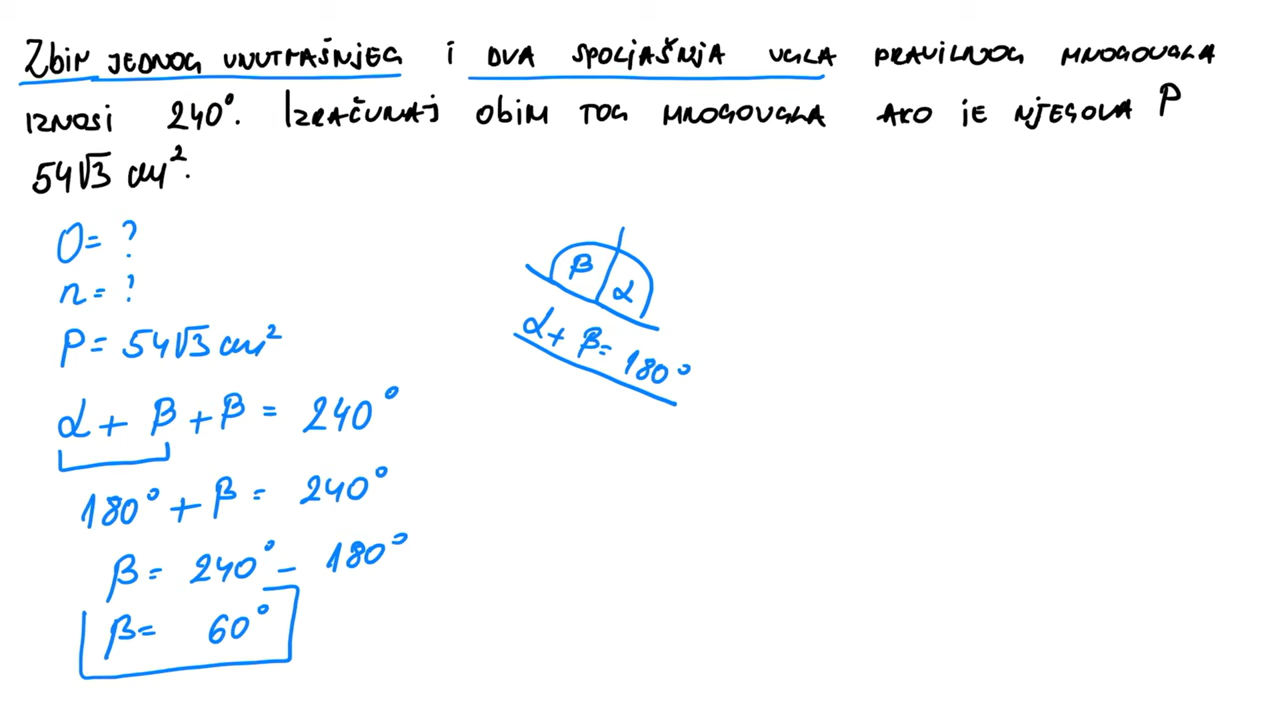 Zbir jednog unutrašnjeg i dva spoljašnja ugla pravilnog mnogougla
iznosi 240°. Izračunaj obim tog mnogougla ako je njegova P
54√3 cm².
O= ?
n= ?
P= 54√3 cm²
α + β + β = 240°
180° + β = 240°
β = 240° - 180°
β = 60°
β α
α + β = 180°